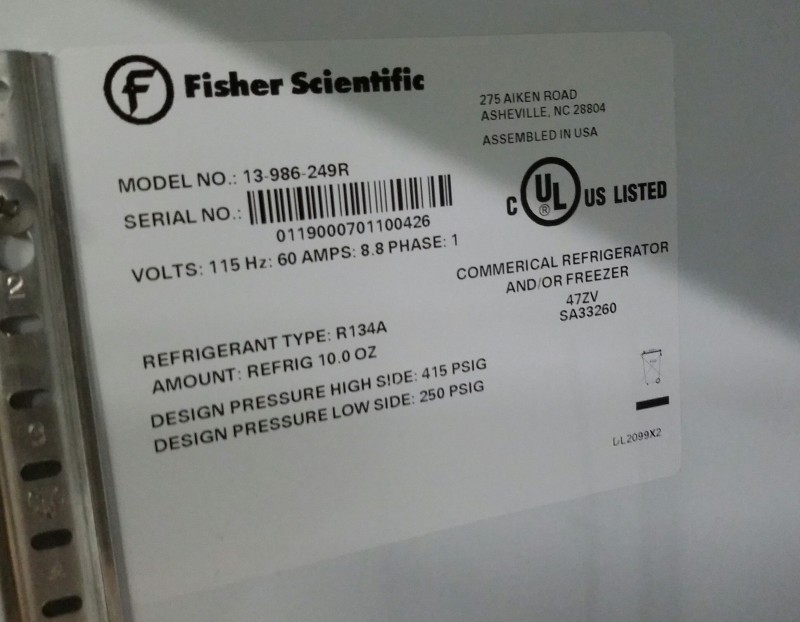 Fisher Scientific
275 AIKEN ROAD
ASHEVILLE, NC 28804
ASSEMBLED IN USA
MODEL NO.: 13-986-249R
SERIAL NO.:
0119000701100426
VOLTS: 115 Hz: 60 AMPS: 8.8 PHASE: 1
C UL ® US LISTED
COMMERICAL REFRIGERATOR
AND/OR FREEZER
47ZV
SA33260
REFRIGERANT TYPE: R134A
AMOUNT: REFRIG 10.0 OZ
DESIGN PRESSURE HIGH SIDE: 415 PSIG
DESIGN PRESSURE LOW SIDE: 250 PSIG
2
3